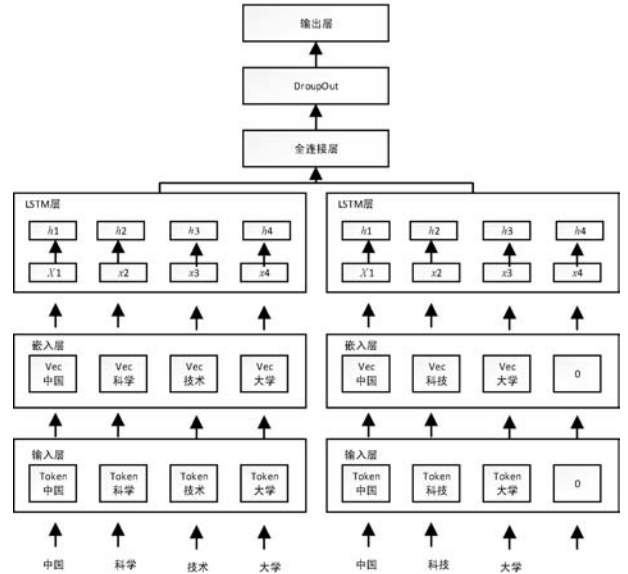 输出层
DroupOut
全连接层
LSTM层
h1 h2 h3 h4
X1 x2 x3 x4
LSTM层
h1 h2 h3 h4
X1 x2 x3 x4
嵌入层
Vec 中国
Vec 科学
Vec 技术
Vec 大学
嵌入层
Vec 中国
Vec 科技
Vec 大学
0
输入层
Token 中国
Token 科学
Token 技术
Token 大学
输入层
Token 中国
Token 科技
Token 大学
0
中国 科学 技术 大学
中国 科技 大学